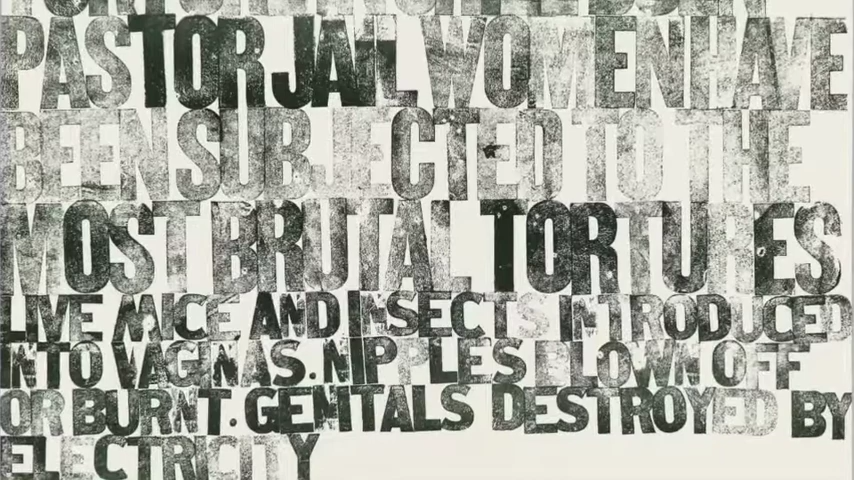 PASTOR JAIL WOMEN HAVE
BEEN SUBJECTED TO THE
MOST BRUTAL TORTURES
LIVE MICE AND INSECTS INTRODUCED
INTO VAGINAS. NIPPLES BLOWN OFF
OR BURNT. GENITALS DESTROYED BY
ELECTRICITY